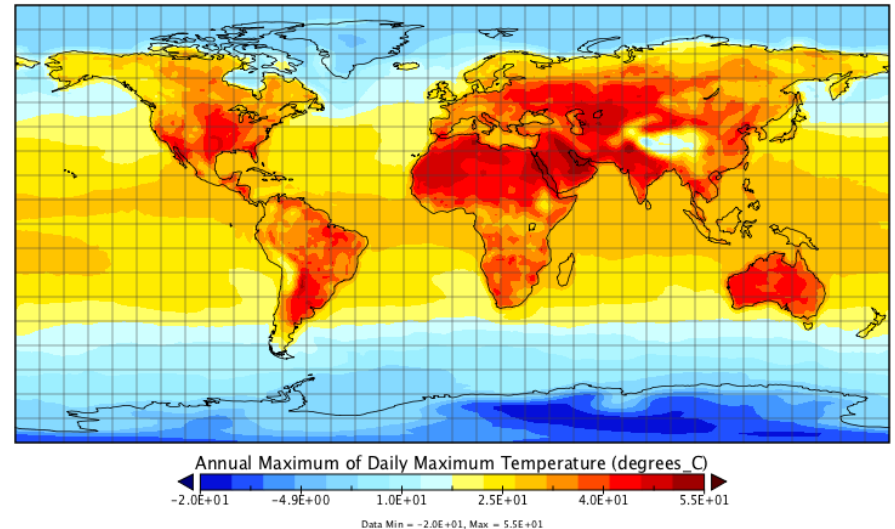 Annual Maximum of Daily Maximum Temperature (degrees_C)
-2.0E+01 -4.9E+00 1.0E+01 2.5E+01 4.0E+01 5.5E+01
Data Min = -2.0E+01, Max = 5.5E+01